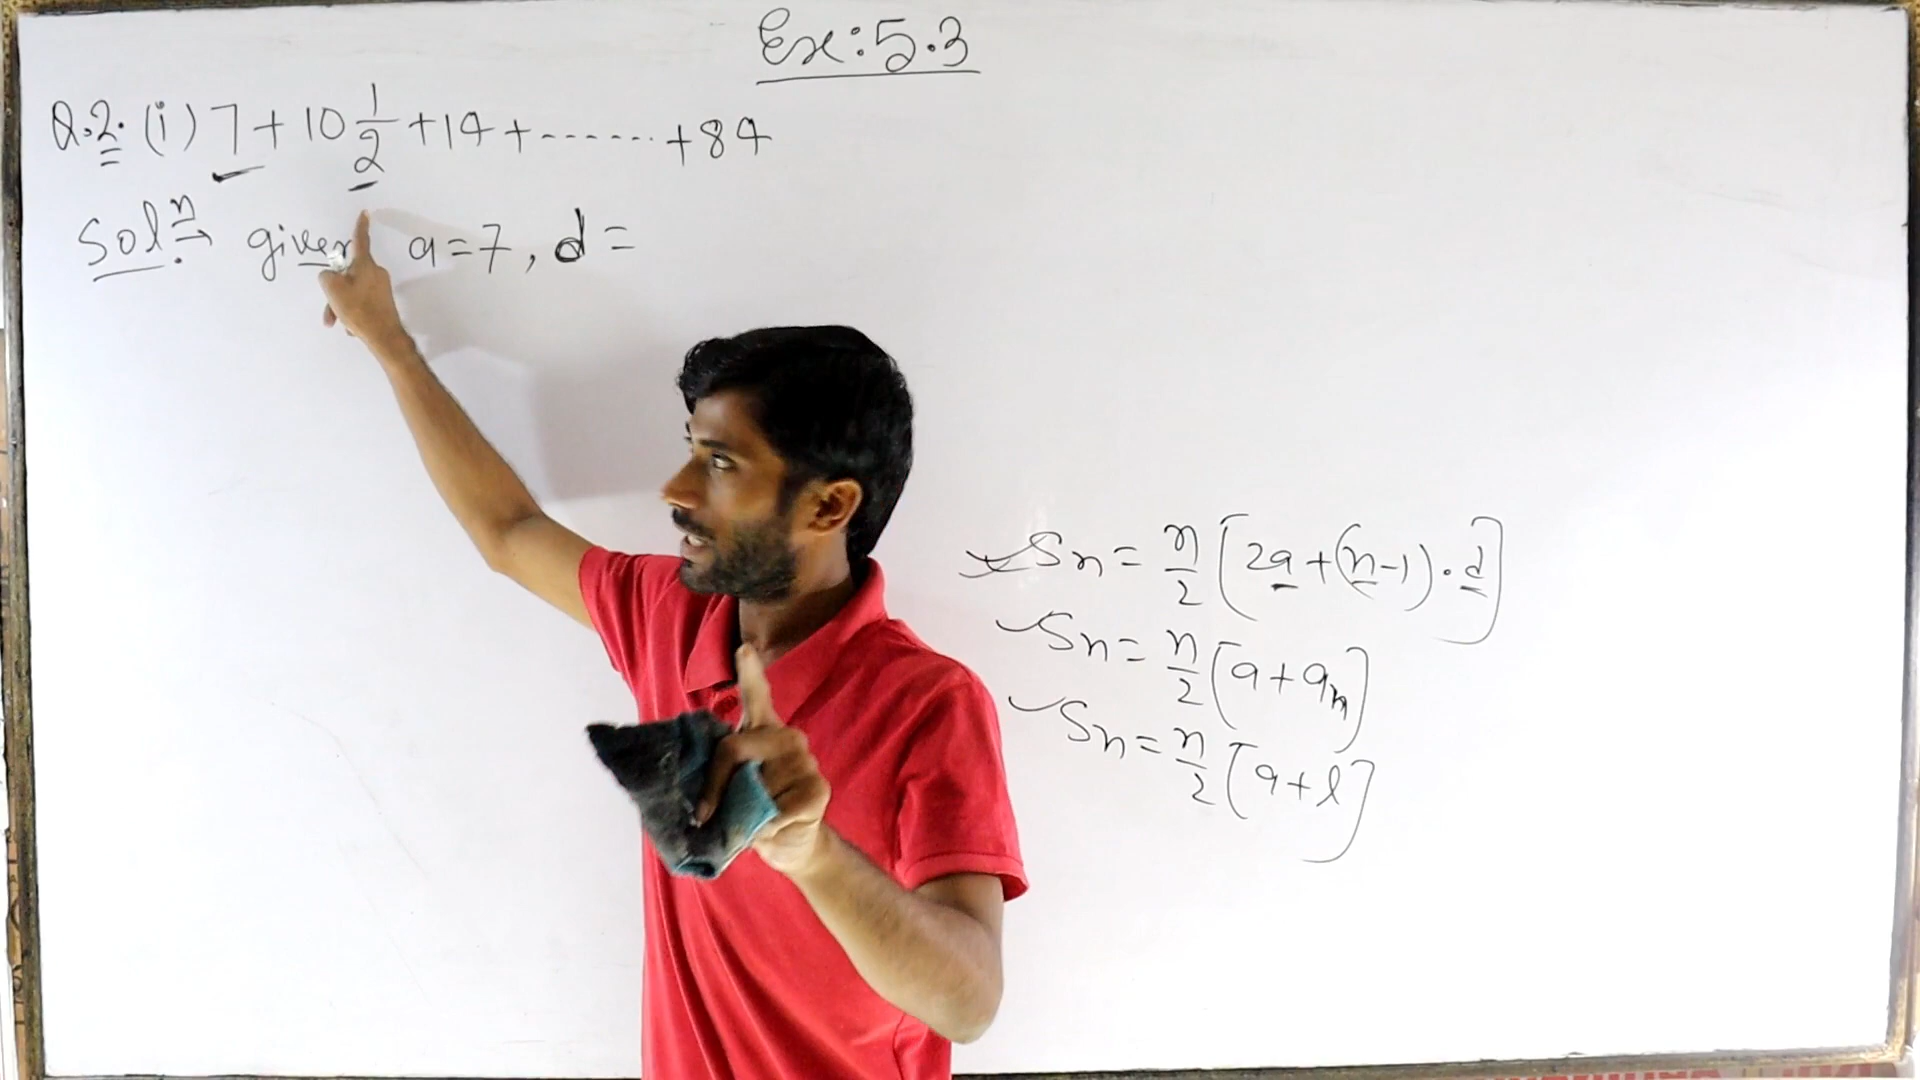 Ex:5.3
Q.2. (i) 7 + 10 1/2 + 14 + ------- + 84
Solⁿ. given a = 7, d =
Sn = n/2 [2a + (n-1).d]
Sn = n/2 [a + an]
Sn = n/2 [a + l]